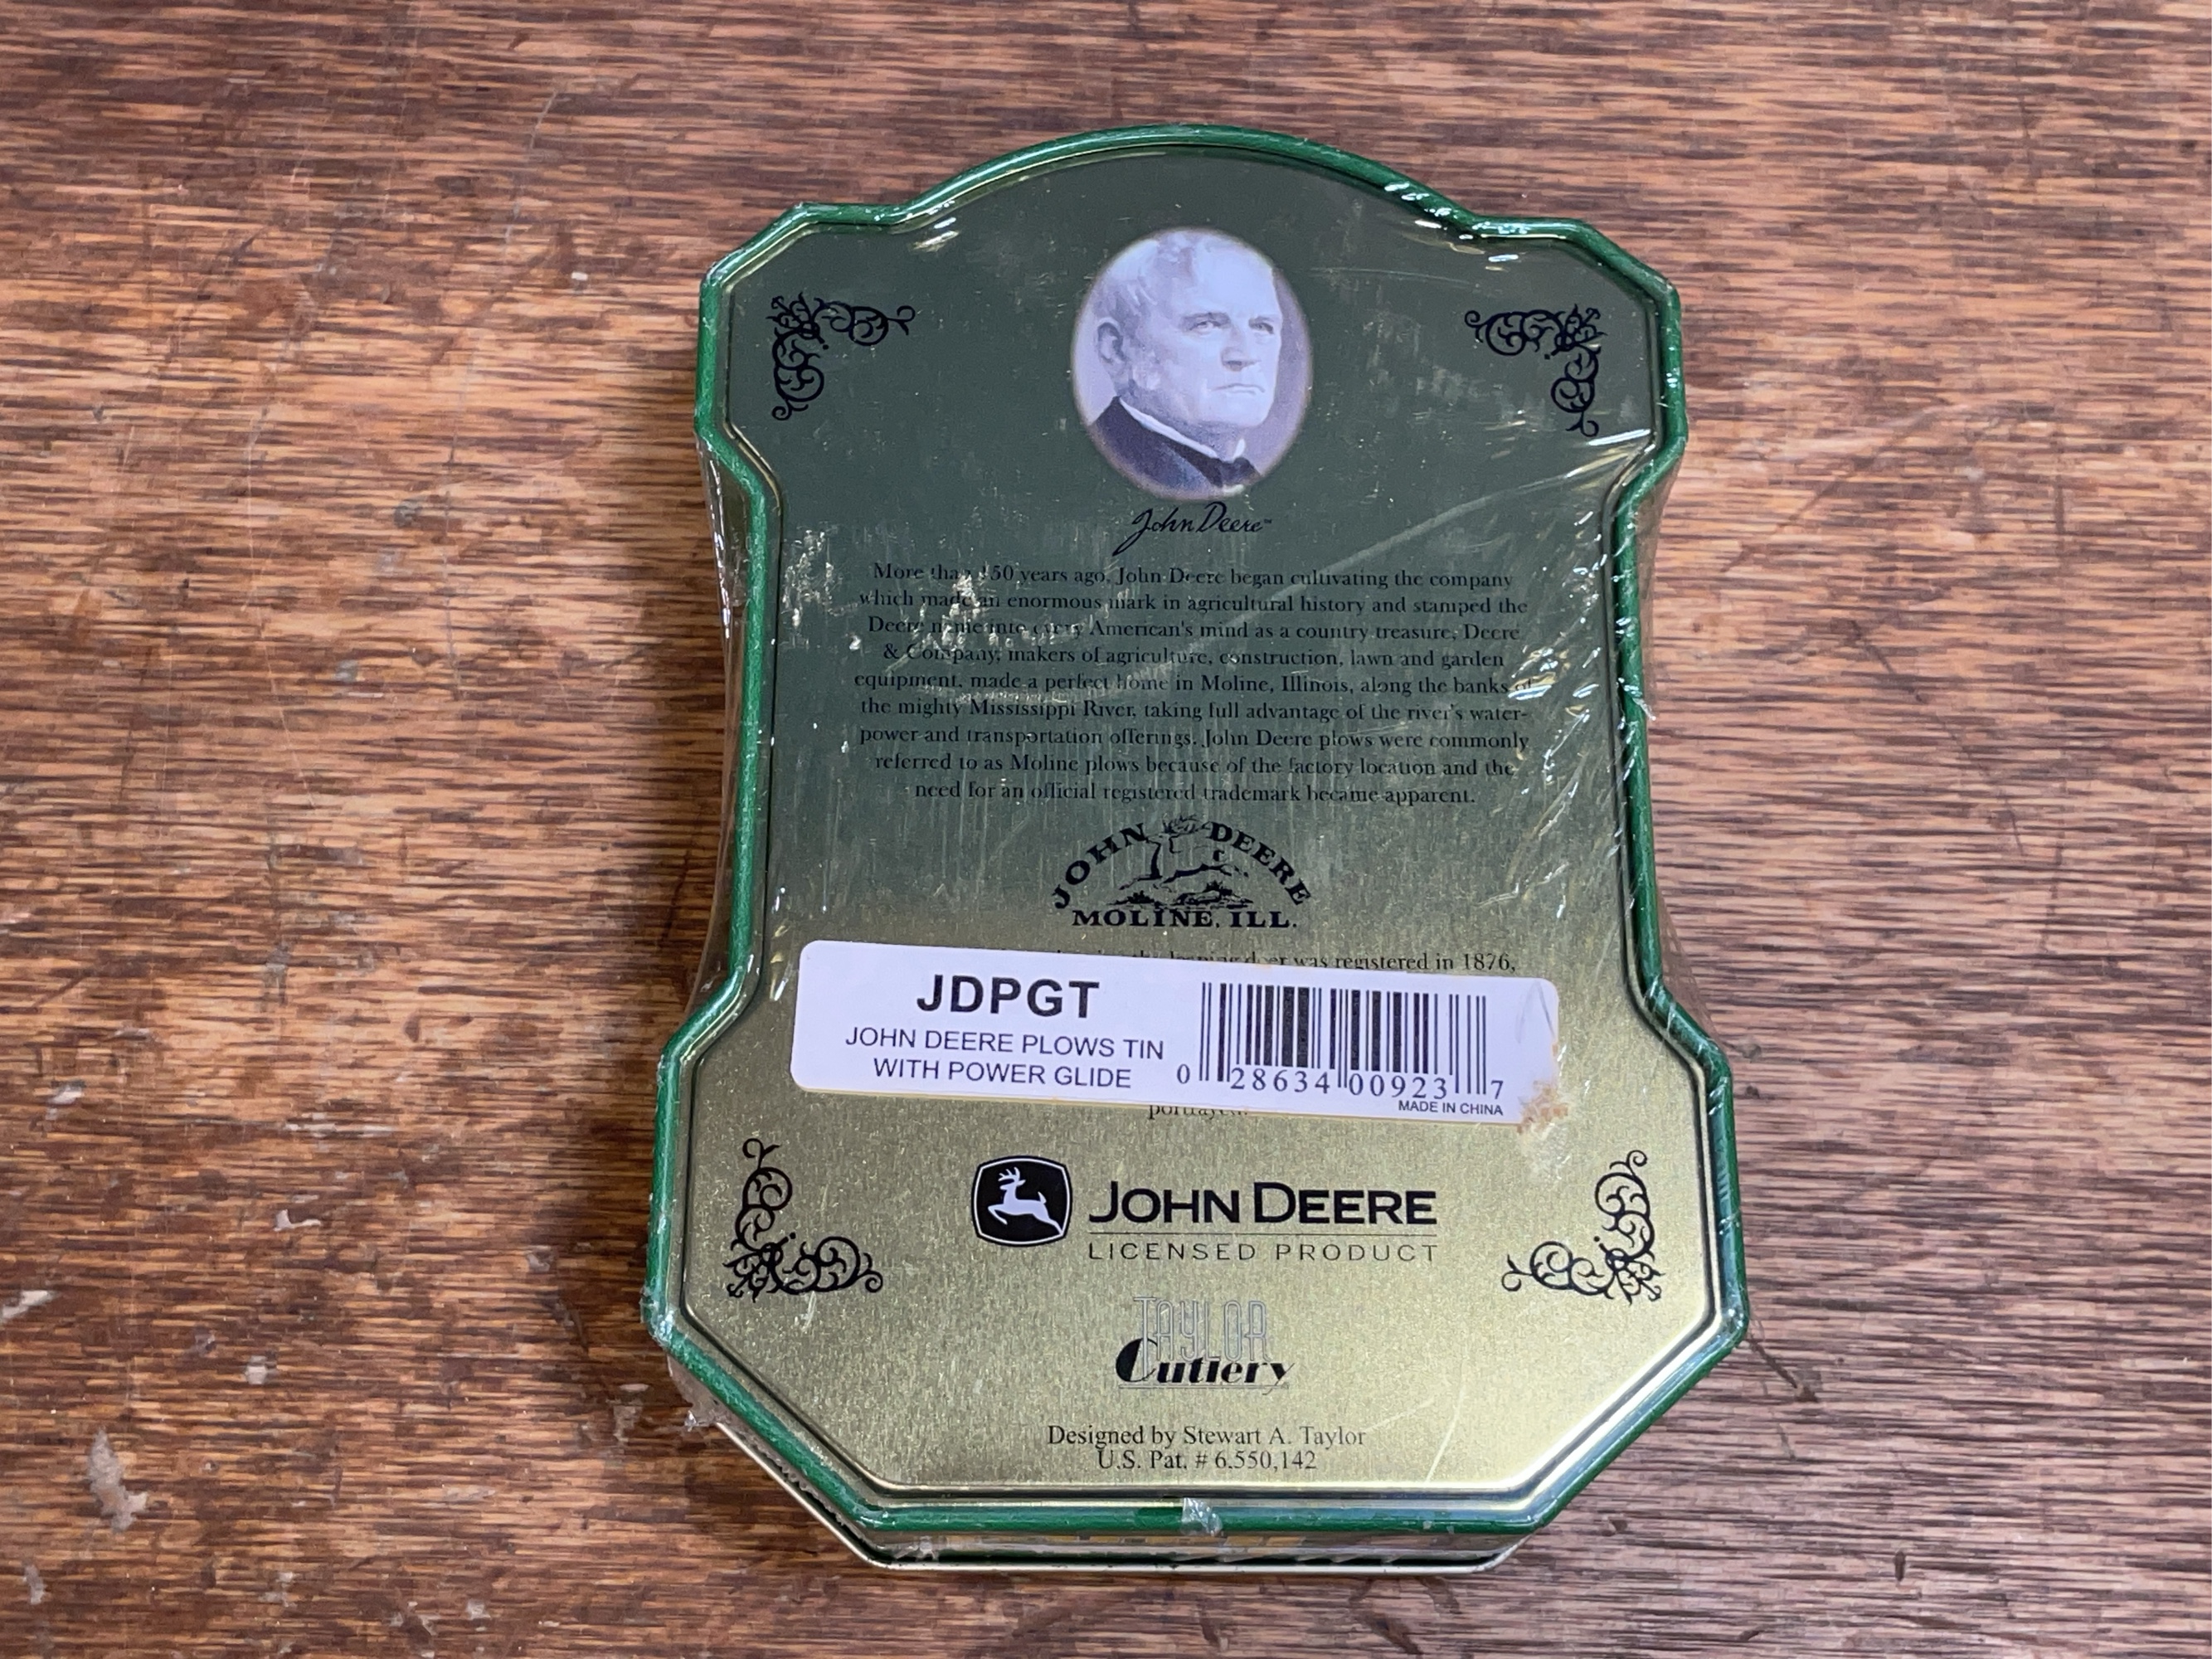 John Deere™
More than 150 years ago, John Deere began cultivating the company
which made an enormous mark in agricultural history and stamped the
Deere name into every American's mind as a country treasure, Deere
& Company, makers of agriculture, construction, lawn and garden
equipment, made a perfect home in Moline, Illinois, along the banks of
the mighty Mississippi River, taking full advantage of the river's water-
power and transportation offerings. John Deere plows were commonly
referred to as Moline plows because of the factory location and the
need for an official registered trademark became apparent.
JOHN DEERE
MOLINE, ILL.
the leaping deer was registered in 1876,
JDPGT
JOHN DEERE PLOWS TIN
WITH POWER GLIDE
0 28634 00923 7
MADE IN CHINA
JOHN DEERE
LICENSED PRODUCT
TAYLOR
Cutlery
Designed by Stewart A. Taylor
U.S. Pat. # 6,550,142